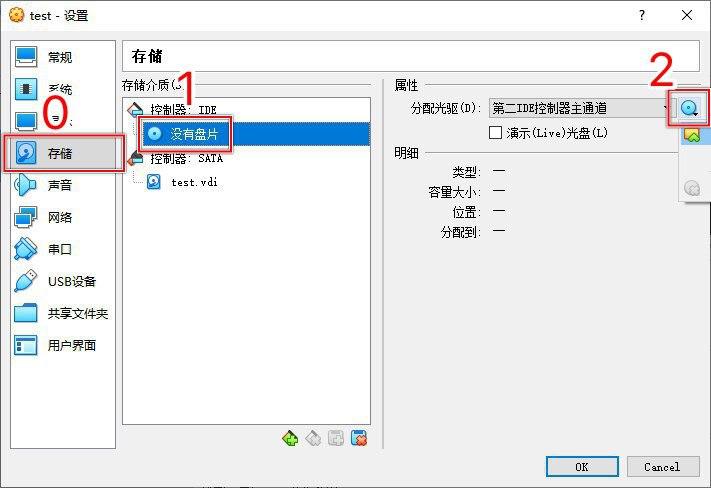 test - 设置
常规
系统
0
存储
声音
网络
串口
USB设备
共享文件夹
用户界面
存储
存储介质(S)
1
控制器: IDE
没有盘片
控制器: SATA
test.vdi
属性
2
分配光驱(D): 第二IDE控制器主通道
演示(Live)光盘(L)
明细
类型: —
容量大小: —
位置: —
分配到: —
OK
Cancel